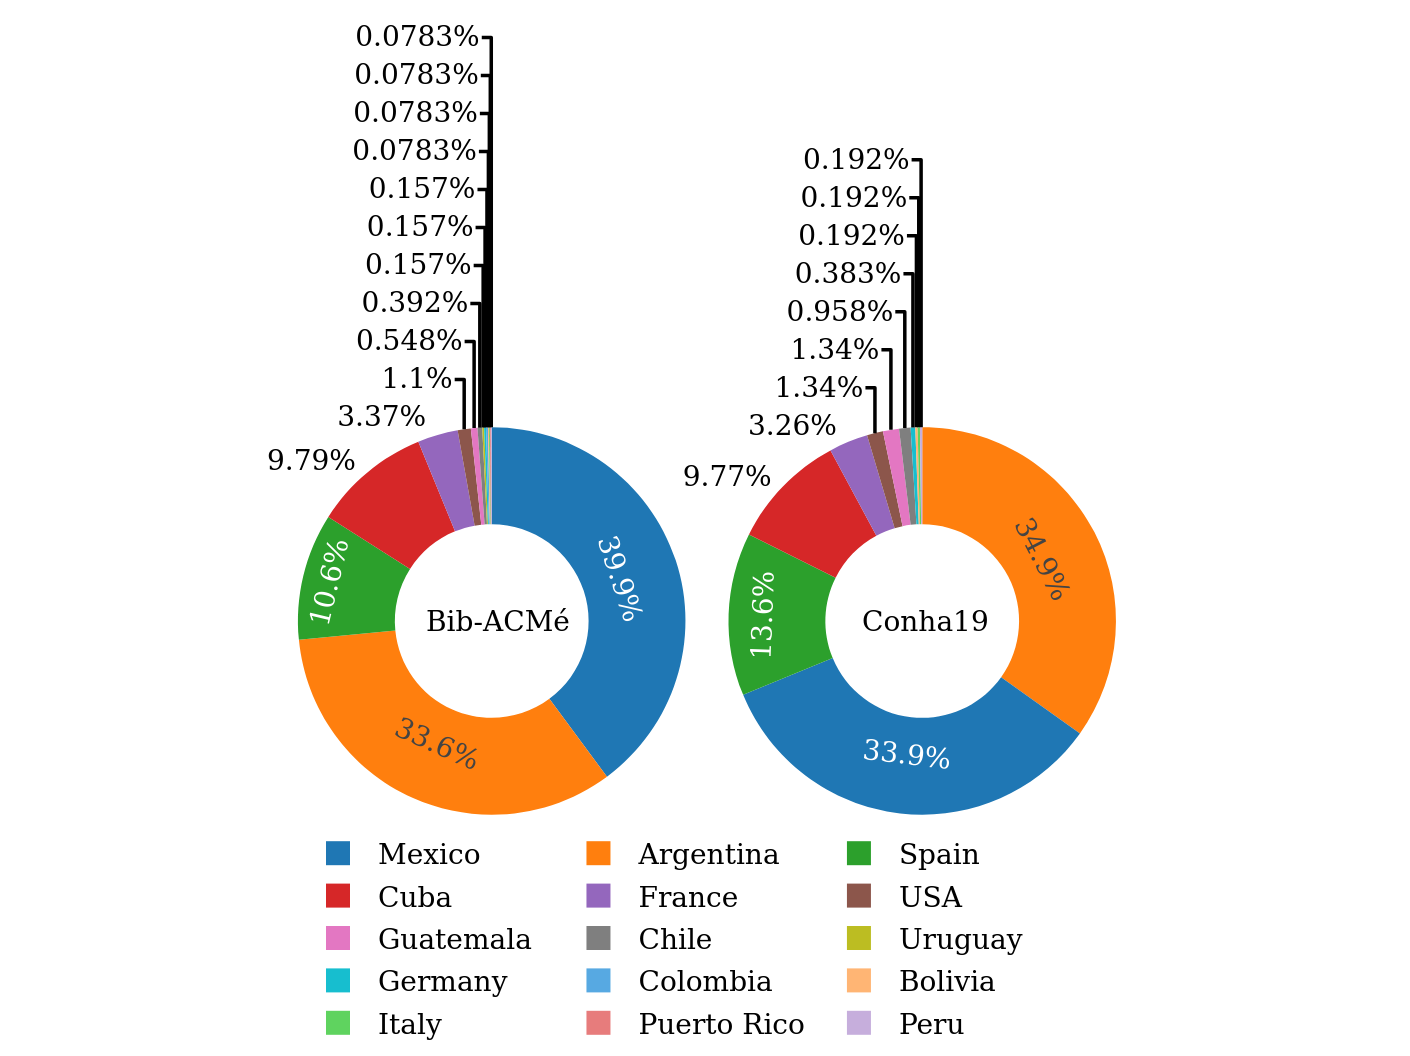 0.0783%
0.0783%
0.0783%
0.0783%
0.157%
0.157%
0.157%
0.392%
0.548%
1.1%
3.37%
9.79%
10.6%
33.6%
39.9%
Bib-ACMé
0.192%
0.192%
0.192%
0.383%
0.958%
1.34%
1.34%
3.26%
9.77%
13.6%
33.9%
34.9%
Conha19
Mexico
Argentina
Spain
Cuba
France
USA
Guatemala
Chile
Uruguay
Germany
Colombia
Bolivia
Italy
Puerto Rico
Peru